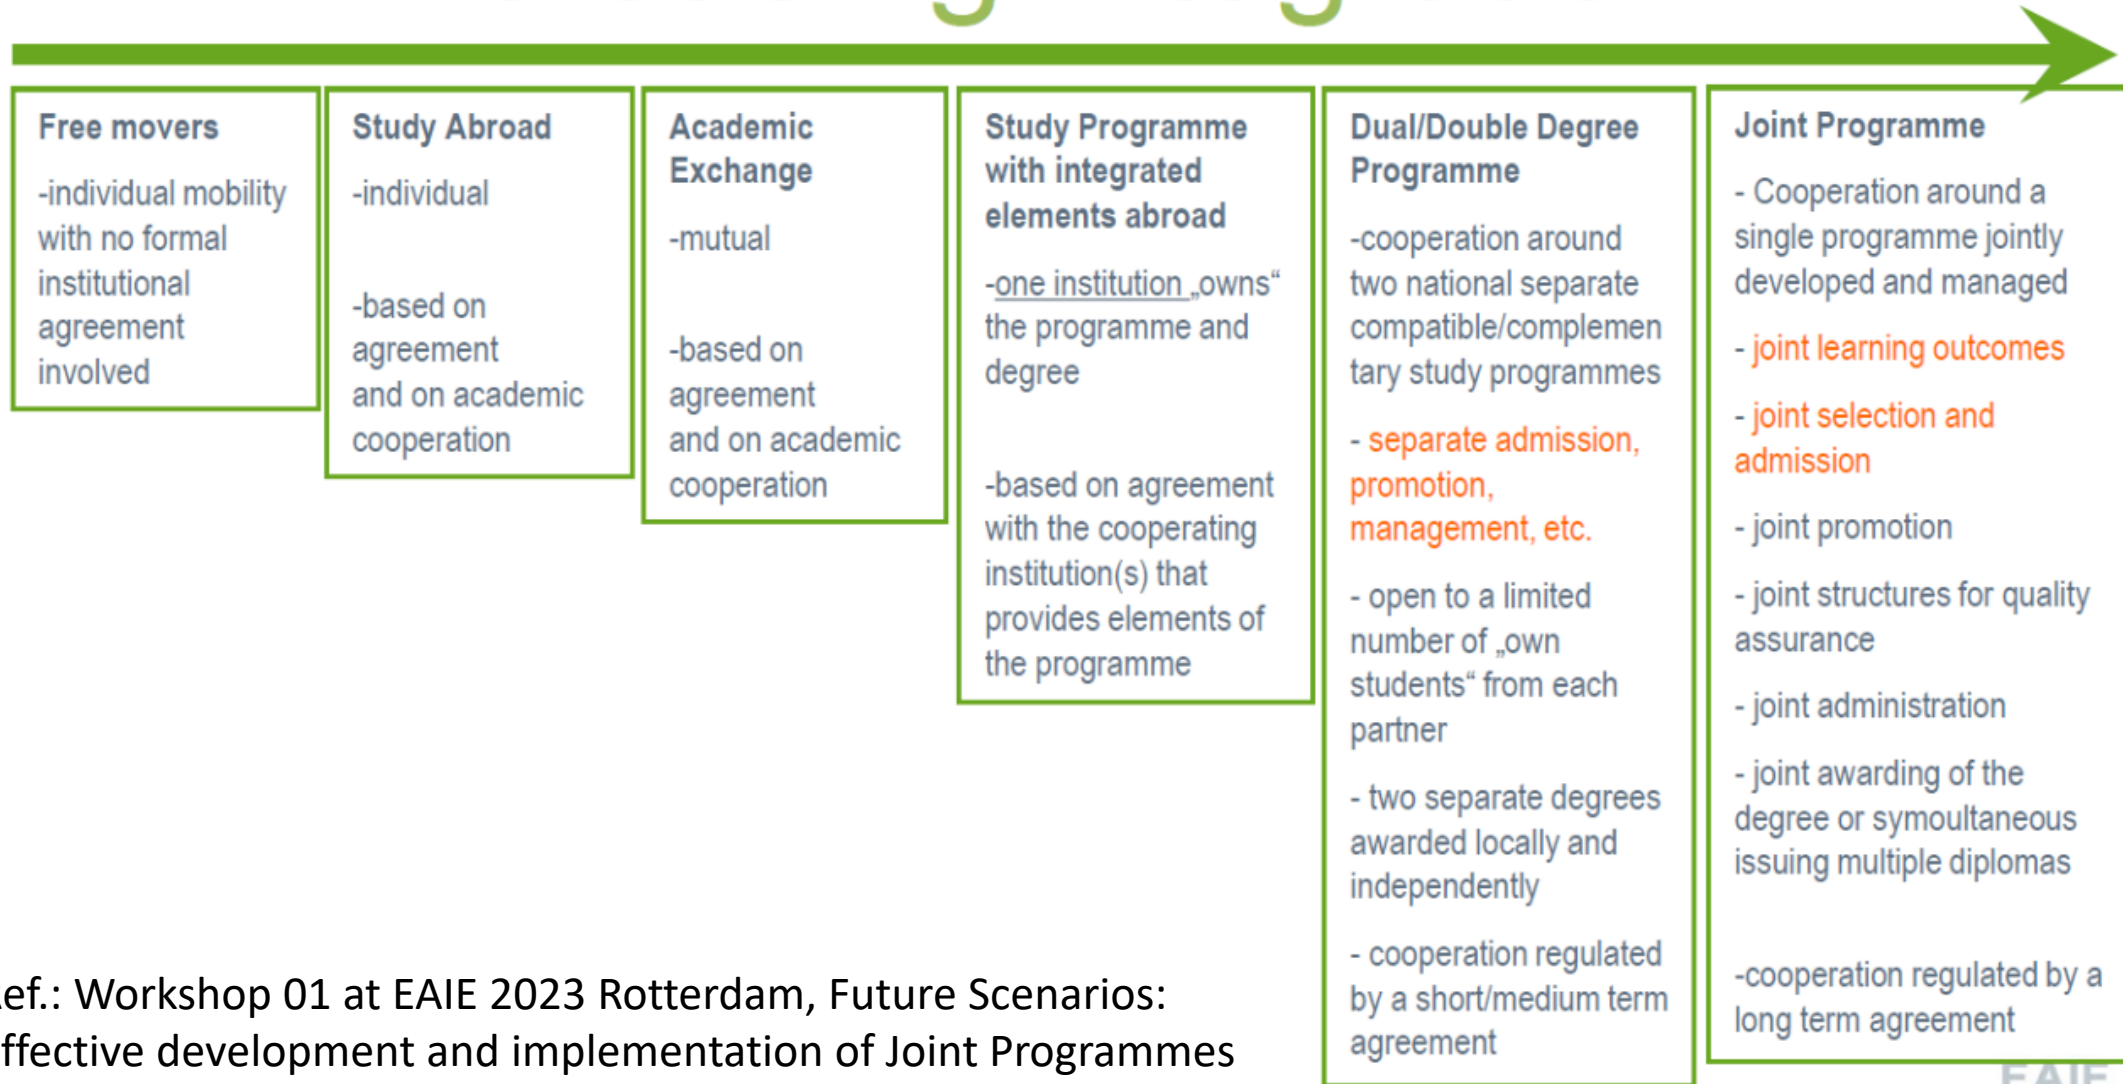 Free movers
-individual mobility
with no formal
institutional
agreement
involved
Study Abroad
-individual
-based on
agreement
and on academic
cooperation
Academic
Exchange
-mutual
-based on
agreement
and on academic
cooperation
Study Programme
with integrated
elements abroad
-one institution „owns“
the programme and
degree
-based on agreement
with the cooperating
institution(s) that
provides elements of
the programme
Dual/Double Degree
Programme
-cooperation around
two national separate
compatible/complemen
tary study programmes
- separate admission,
promotion,
management, etc.
- open to a limited
number of „own
students“ from each
partner
- two separate degrees
awarded locally and
independently
- cooperation regulated
by a short/medium term
agreement
Joint Programme
- Cooperation around a
single programme jointly
developed and managed
- joint learning outcomes
- joint selection and
admission
- joint promotion
- joint structures for quality
assurance
- joint administration
- joint awarding of the
degree or symoultaneous
issuing multiple diplomas
-cooperation regulated by a
long term agreement
ef.: Workshop 01 at EAIE 2023 Rotterdam, Future Scenarios:
ffective development and implementation of Joint Programmes
EAIE